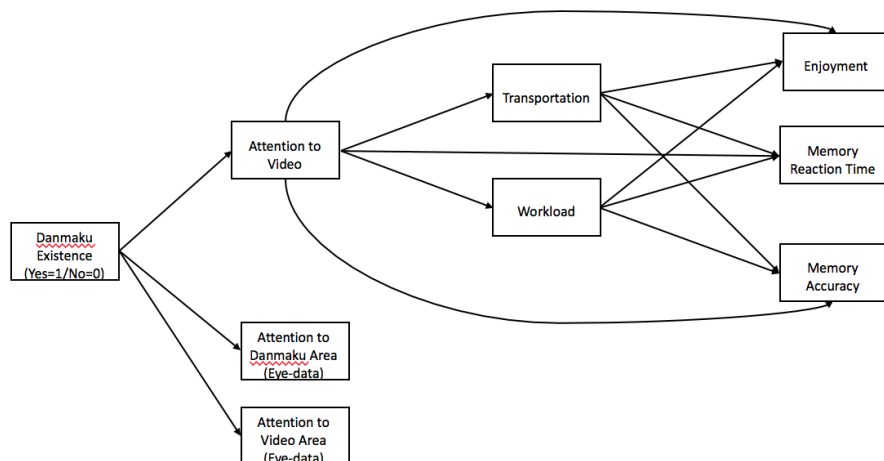 Danmaku
Existence
(Yes=1/No=0)
Attention to
Video
Attention to
Danmaku Area
(Eye-data)
Attention to
Video Area
(Eye-data)
Transportation
Workload
Enjoyment
Memory
Reaction Time
Memory
Accuracy